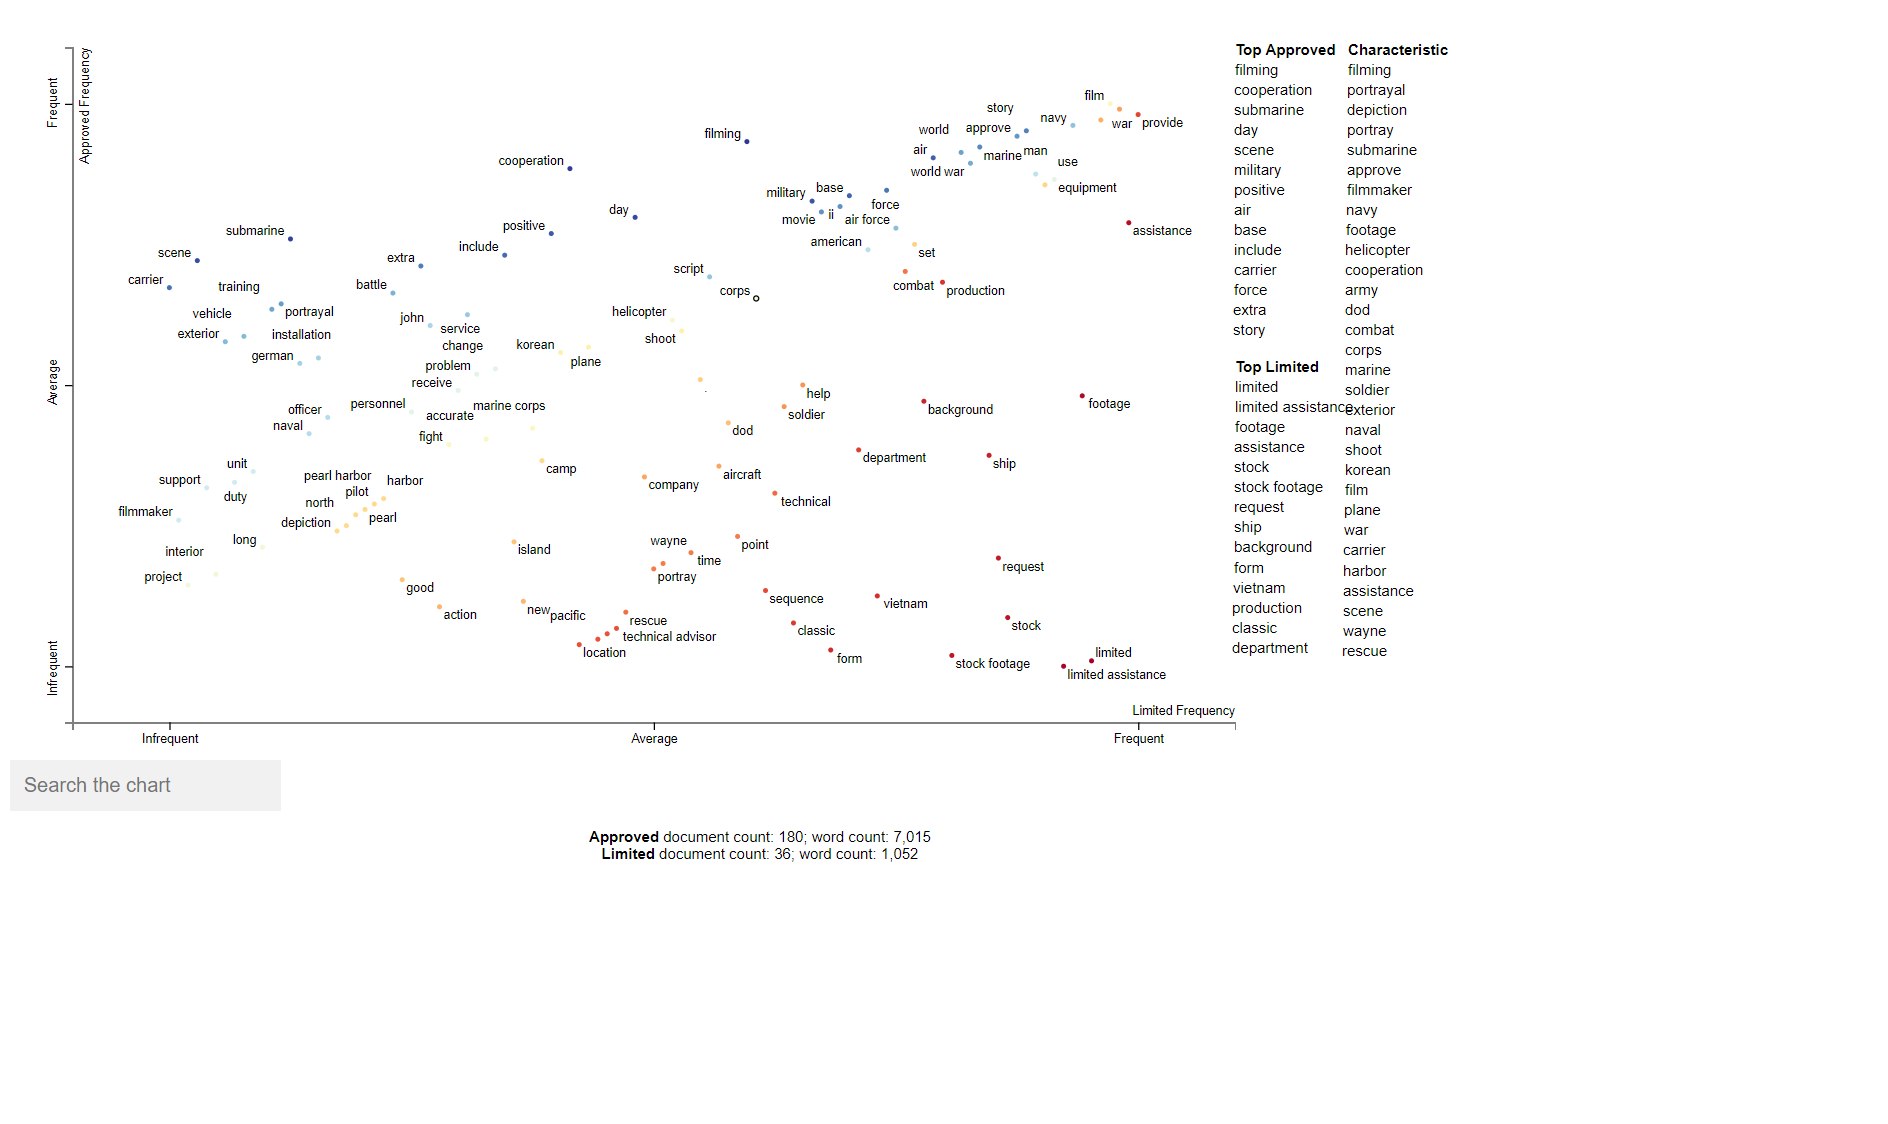 Approved Frequency
Frequent
Average
Infrequent
film
story
navy
war
provide
world
approve
filming
air
marine
man
cooperation
world war
use
military
base
equipment
day
movie
ii
air force
force
positive
submarine
american
assistance
include
set
scene
extra
script
carrier
battle
corps
combat
production
training
vehicle
portrayal
helicopter
john
service
exterior
installation
shoot
change
korean
german
plane
problem
receive
.
help
personnel
marine corps
background
footage
officer
accurate
soldier
naval
fight
dod
department
unit
ship
camp
support
pearl harbor
harbor
aircraft
company
duty
pilot
north
technical
filmmaker
pearl
depiction
long
wayne
point
interior
island
time
request
project
portray
good
sequence
action
new
pacific
vietnam
rescue
stock
technical advisor
classic
location
form
limited
stock footage
limited assistance
Limited Frequency
Infrequent
Average
Frequent
Top Approved
filming
cooperation
submarine
day
scene
military
positive
air
base
include
carrier
force
extra
story
Top Limited
limited
limited assistance
footage
assistance
stock
stock footage
request
ship
background
form
vietnam
production
classic
department
Characteristic
filming
portrayal
depiction
portray
submarine
approve
filmmaker
navy
footage
helicopter
cooperation
army
dod
combat
corps
marine
soldier
exterior
naval
shoot
korean
film
plane
war
carrier
harbor
assistance
scene
wayne
rescue
Search the chart
Approved document count: 180; word count: 7,015
Limited document count: 36; word count: 1,052